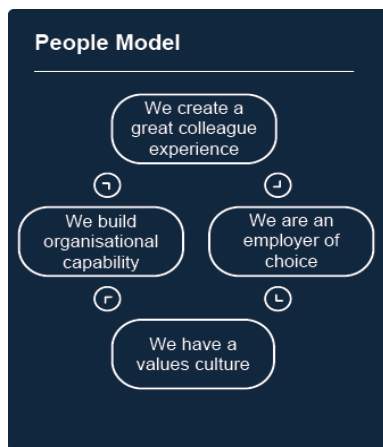 People Model
We create a
great colleague
experience
We build
organisational
capability
We are an
employer of
choice
We have a
values culture